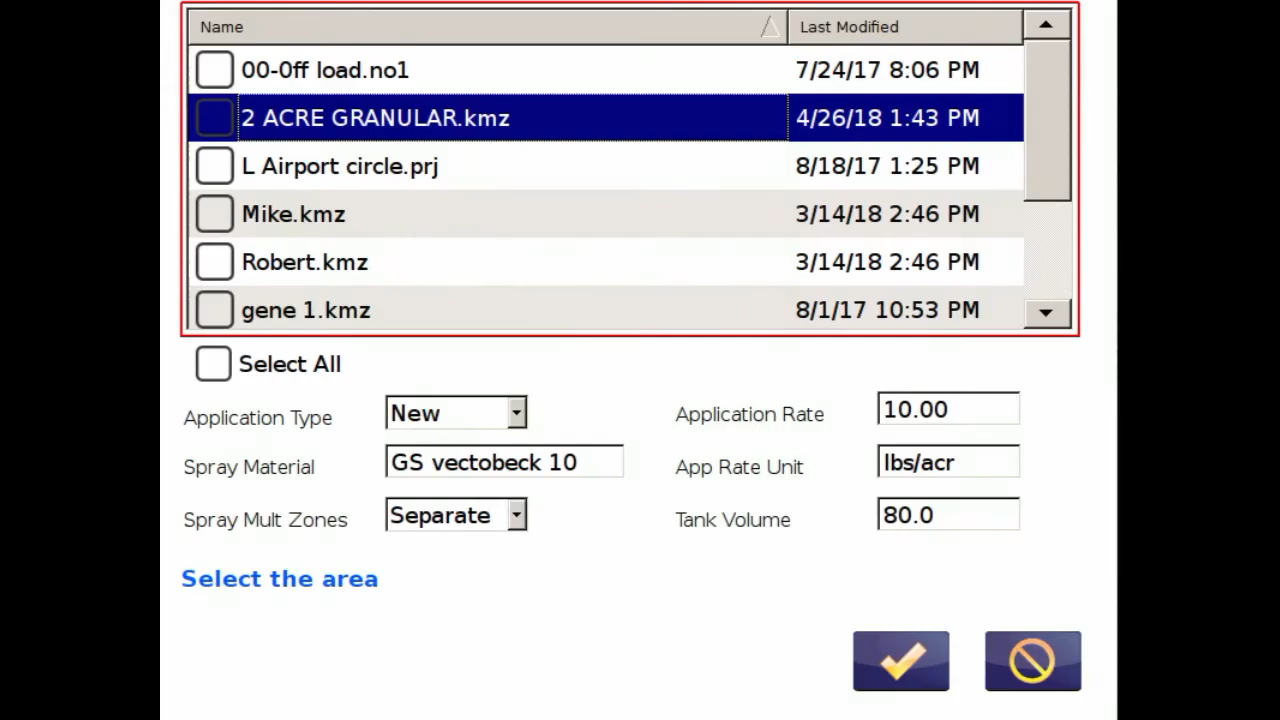 Name Last Modified
00-0ff load.no1 7/24/17 8:06 PM
2 ACRE GRANULAR.kmz 4/26/18 1:43 PM
L Airport circle.prj 8/18/17 1:25 PM
Mike.kmz 3/14/18 2:46 PM
Robert.kmz 3/14/18 2:46 PM
gene 1.kmz 8/1/17 10:53 PM
Select All
Application Type New Application Rate 10.00
Spray Material GS vectobeck 10 App Rate Unit lbs/acr
Spray Mult Zones Separate Tank Volume 80.0
Select the area